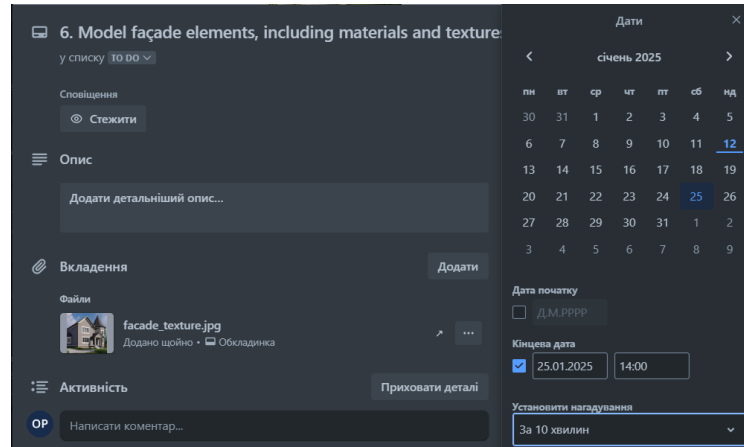 6. Model façade elements, including materials and textures
у списку TO DO
Сповіщення
Стежити
Опис
Додати детальніший опис...
Вкладення
Додати
Файли
facade_texture.jpg
Додано щойно • Обкладинка
Активність
Приховати деталі
OP
Написати коментар...
Дати
січень 2025
пн вт ср чт пт сб нд
30 31 1 2 3 4 5
6 7 8 9 10 11 12
13 14 15 16 17 18 19
20 21 22 23 24 25 26
27 28 29 30 31 1 2
3 4 5 6 7 8 9
Дата початку
Д.М.РРРР
Кінцева дата
25.01.2025 14:00
Установити нагадування
За 10 хвилин